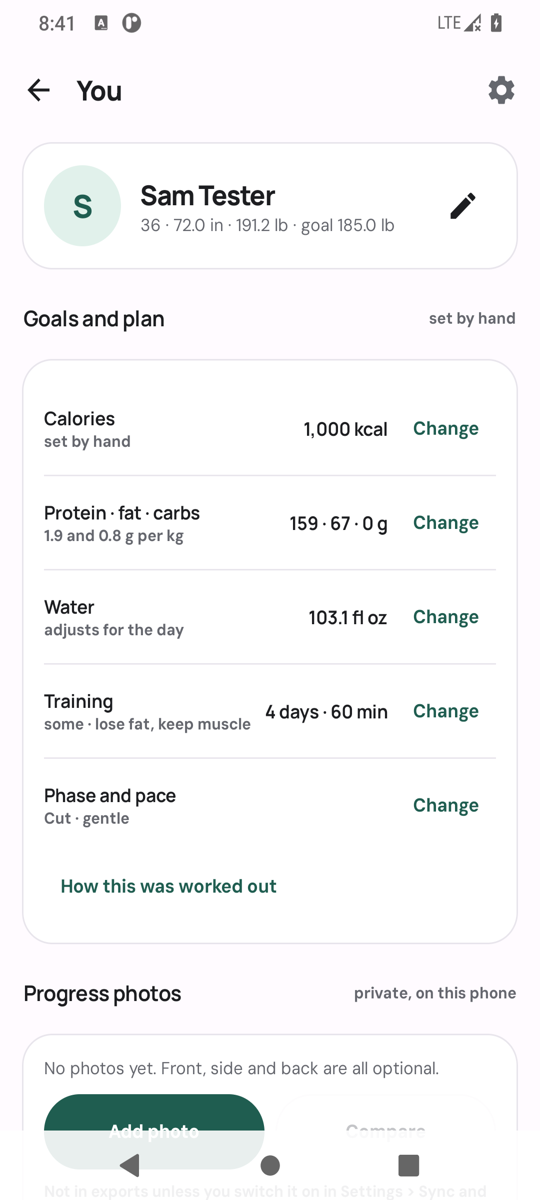 8:41
LTE
You
S
Sam Tester
36 · 72.0 in · 191.2 lb · goal 185.0 lb
Goals and plan
set by hand
Calories
set by hand
1,000 kcal
Change
Protein · fat · carbs
1.9 and 0.8 g per kg
159 · 67 · 0 g
Change
Water
adjusts for the day
103.1 fl oz
Change
Training
some · lose fat, keep muscle
4 days · 60 min
Change
Phase and pace
Cut · gentle
Change
How this was worked out
Progress photos
private, on this phone
No photos yet. Front, side and back are all optional.
Add photo
Compare
Not in exports unless you switch it on in Settings › Sync and